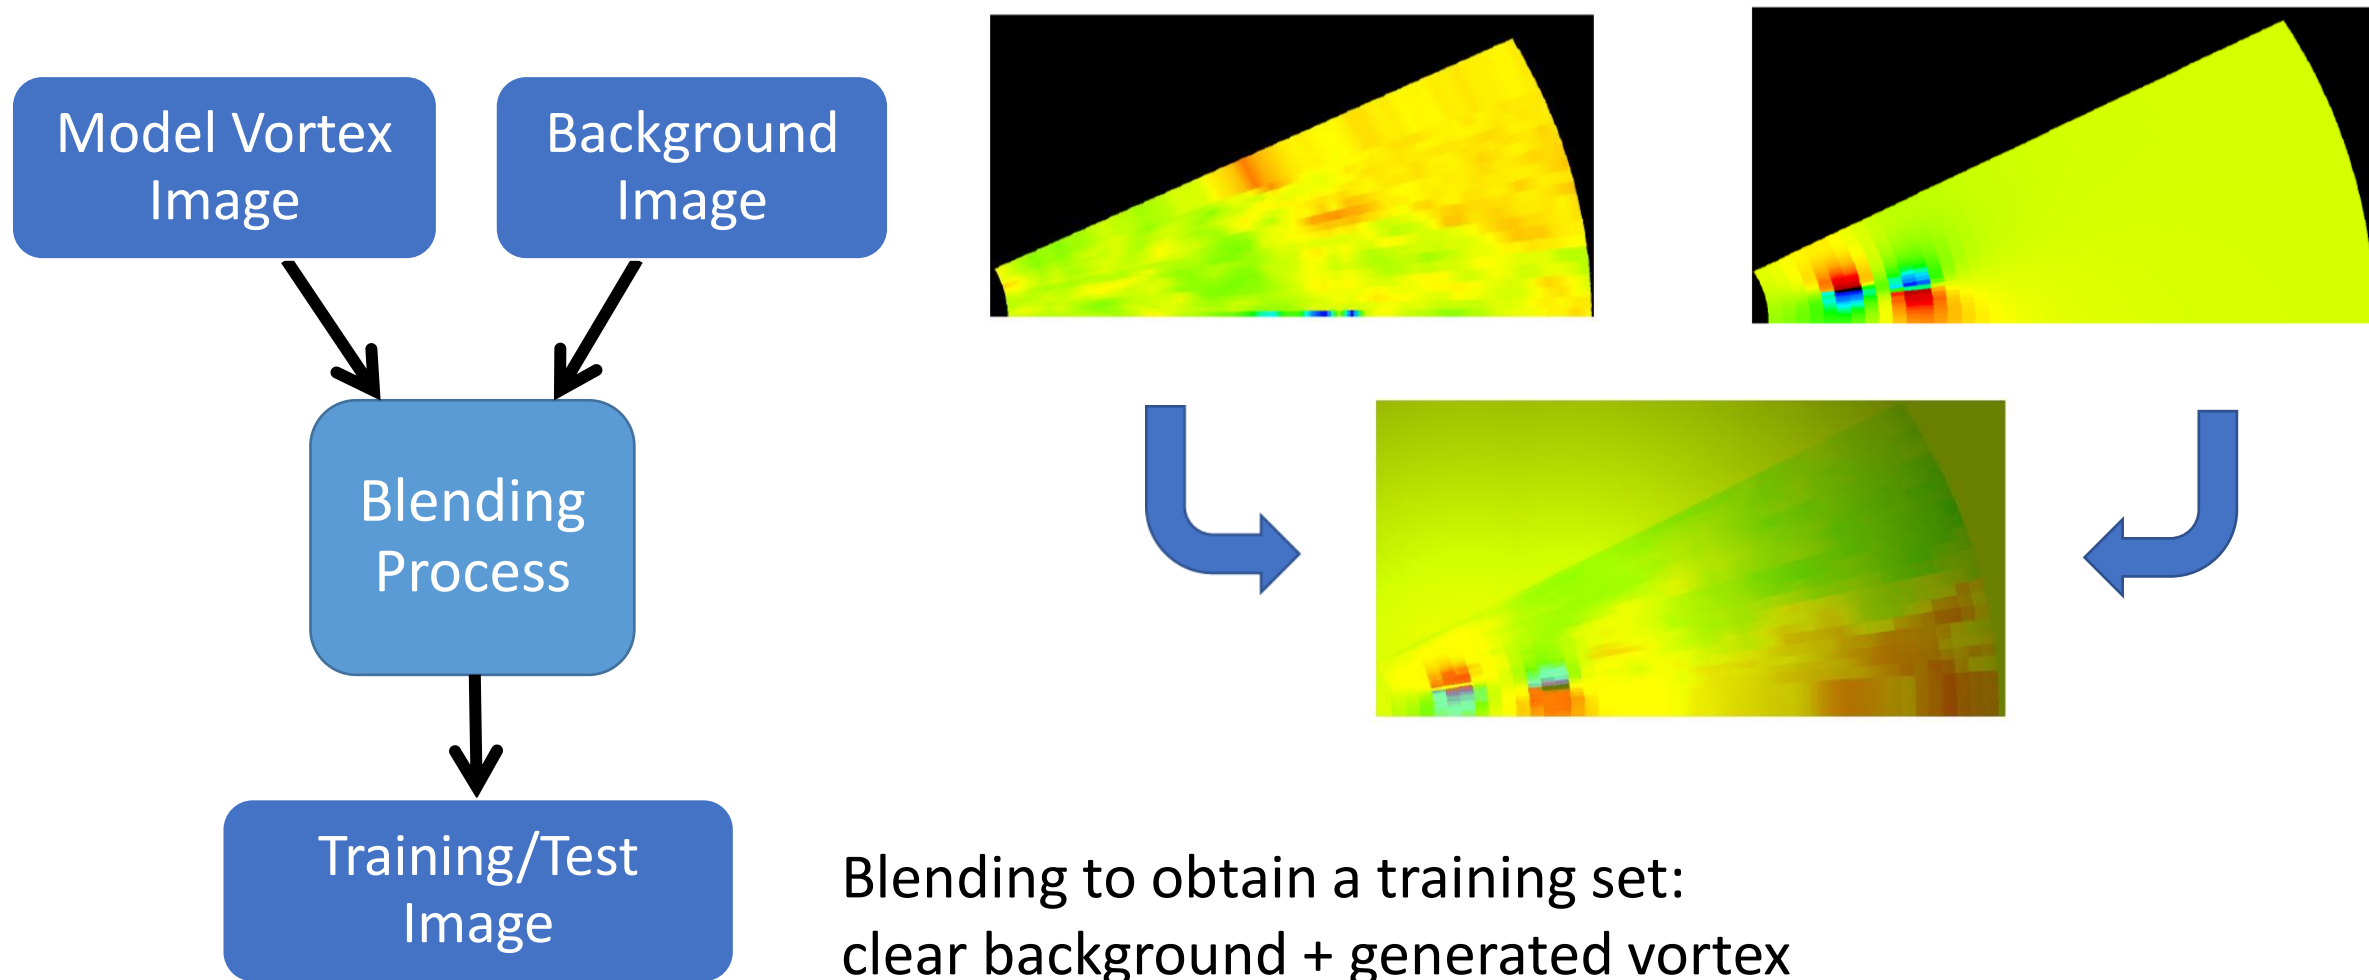 Model Vortex
Image
Background
Image
Blending
Process
Training/Test
Image
Blending to obtain a training set:
clear background + generated vortex